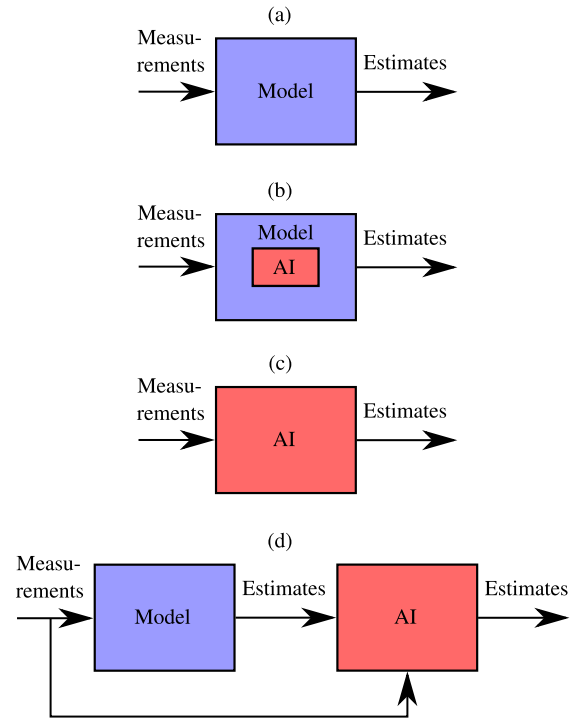 (a)
Measu-
rements
Model
Estimates
(b)
Measu-
rements
Model
AI
Estimates
(c)
Measu-
rements
AI
Estimates
(d)
Measu-
rements
Model
Estimates
AI
Estimates